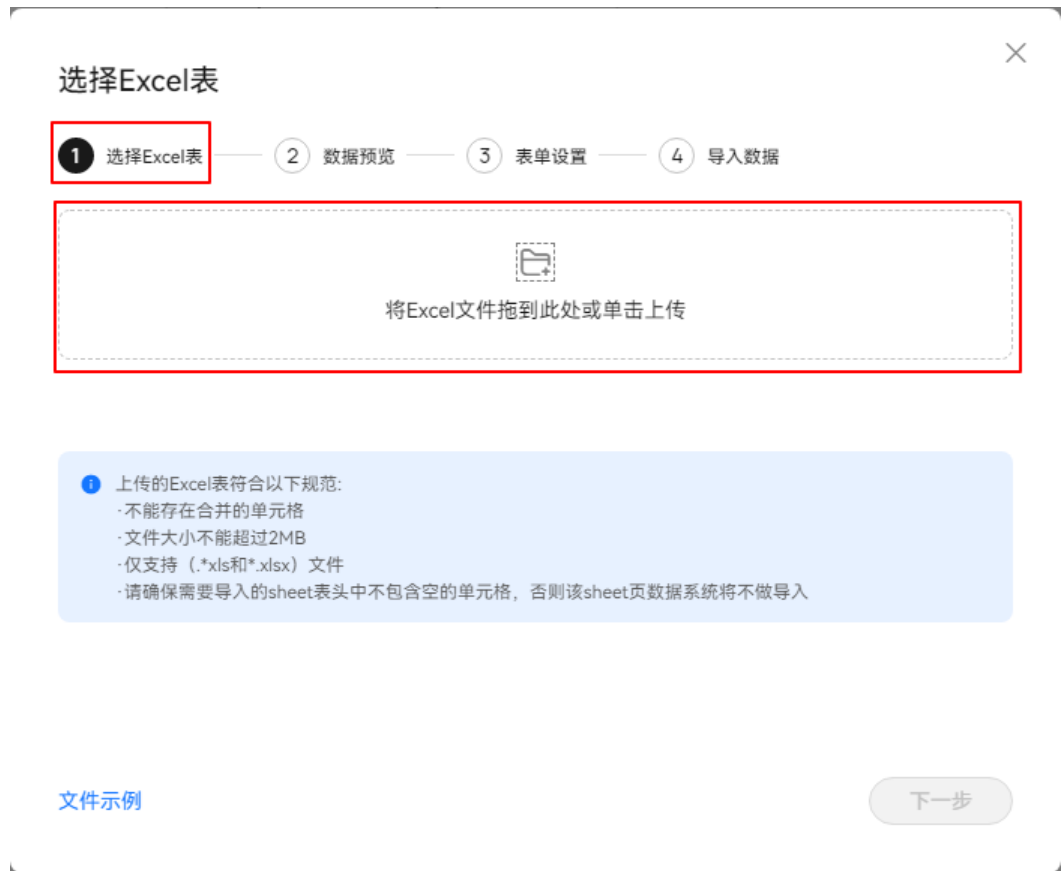 选择Excel表
1 选择Excel表 2 数据预览 3 表单设置 4 导入数据
将Excel文件拖到此处或单击上传
上传的Excel表符合以下规范:
·不能存在合并的单元格
·文件大小不能超过2MB
·仅支持（.*xls和*.xlsx）文件
·请确保需要导入的sheet表头中不包含空的单元格，否则该sheet页数据系统将不做导入
文件示例
下一步